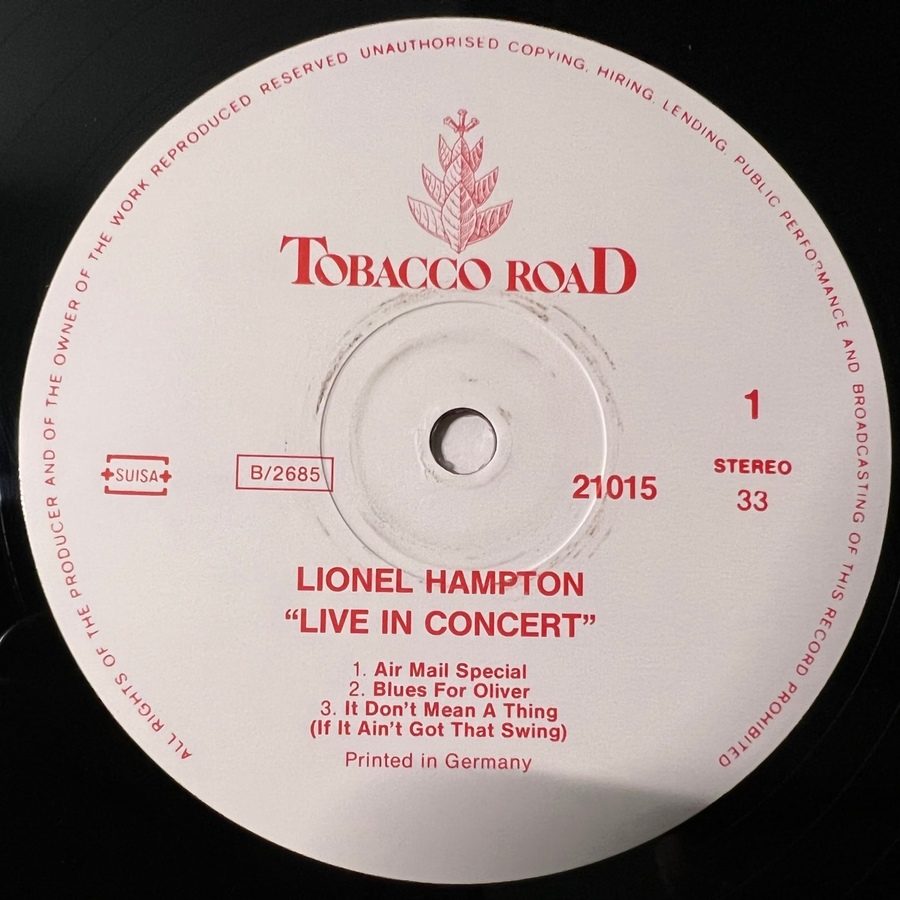 ALL RIGHTS OF THE PRODUCER AND OF THE OWNER OF THE WORK REPRODUCED RESERVED UNAUTHORISED COPYING, HIRING, LENDING, PUBLIC PERFORMANCE AND BROADCASTING OF THIS RECORD PROHIBITED
TOBACCO ROAD
1
STEREO
33
SUISA
B/2685
21015
LIONEL HAMPTON
“LIVE IN CONCERT”
1. Air Mail Special
2. Blues For Oliver
3. It Don't Mean A Thing
(If It Ain't Got That Swing)
Printed in Germany